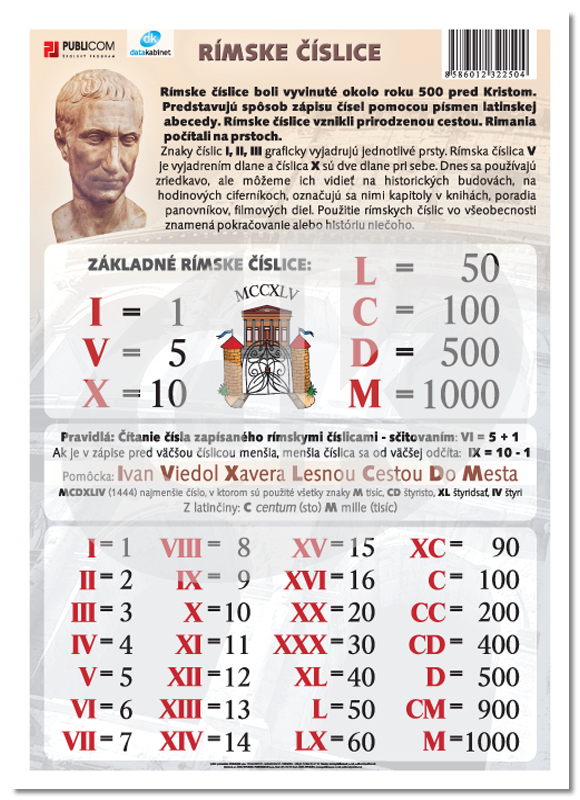 PUBLICOM
ŠKOLSKÝ PROGRAM
dk
datakabinet
RÍMSKE ČÍSLICE
8586012322504
Rímske číslice boli vyvinuté okolo roku 500 pred Kristom.
Predstavujú spôsob zápisu čísel pomocou písmen latinskej
abecedy. Rímske číslice vznikli prirodzenou cestou. Rimania
počítali na prstoch.
Znaky číslic I, II, III graficky vyjadrujú jednotlivé prsty. Rímska číslica V
je vyjadrením dlane a číslica X sú dve dlane pri sebe. Dnes sa používajú
zriedkavo, ale môžeme ich vidieť na historických budovách, na
hodinových ciferníkoch, označujú sa nimi kapitoly v knihách, poradia
panovníkov, filmových diel. Použitie rímskych číslic vo všeobecnosti
znamená pokračovanie alebo históriu niečoho.
ZÁKLADNÉ RÍMSKE ČÍSLICE:
I = 1
V = 5
X = 10
MCCXLV
L = 50
C = 100
D = 500
M = 1000
Pravidlá: Čítanie čísla zapísaného rímskymi číslicami - sčitovaním: VI = 5 + 1
Ak je v zápise pred väčšou číslicou menšia, menšia číslica sa od väčšej odčíta: IX = 10 - 1
Pomôcka: Ivan Viedol Xavera Lesnou Cestou Do Mesta
MCDXLIV (1444) najmenšie číslo, v ktorom sú použité všetky znaky M tisíc, CD štyristo, XL štyridsať, IV štyri
Z latinčiny: C centum (sto) M mille (tisíc)
I = 1 VIII = 8 XV = 15 XC = 90
II = 2 IX = 9 XVI = 16 C = 100
III = 3 X = 10 XX = 20 CC = 200
IV = 4 XI = 11 XXX = 30 CD = 400
V = 5 XII = 12 XL = 40 D = 500
VI = 6 XIII = 13 L = 50 CM = 900
VII = 7 XIV = 14 LX = 60 M = 1000